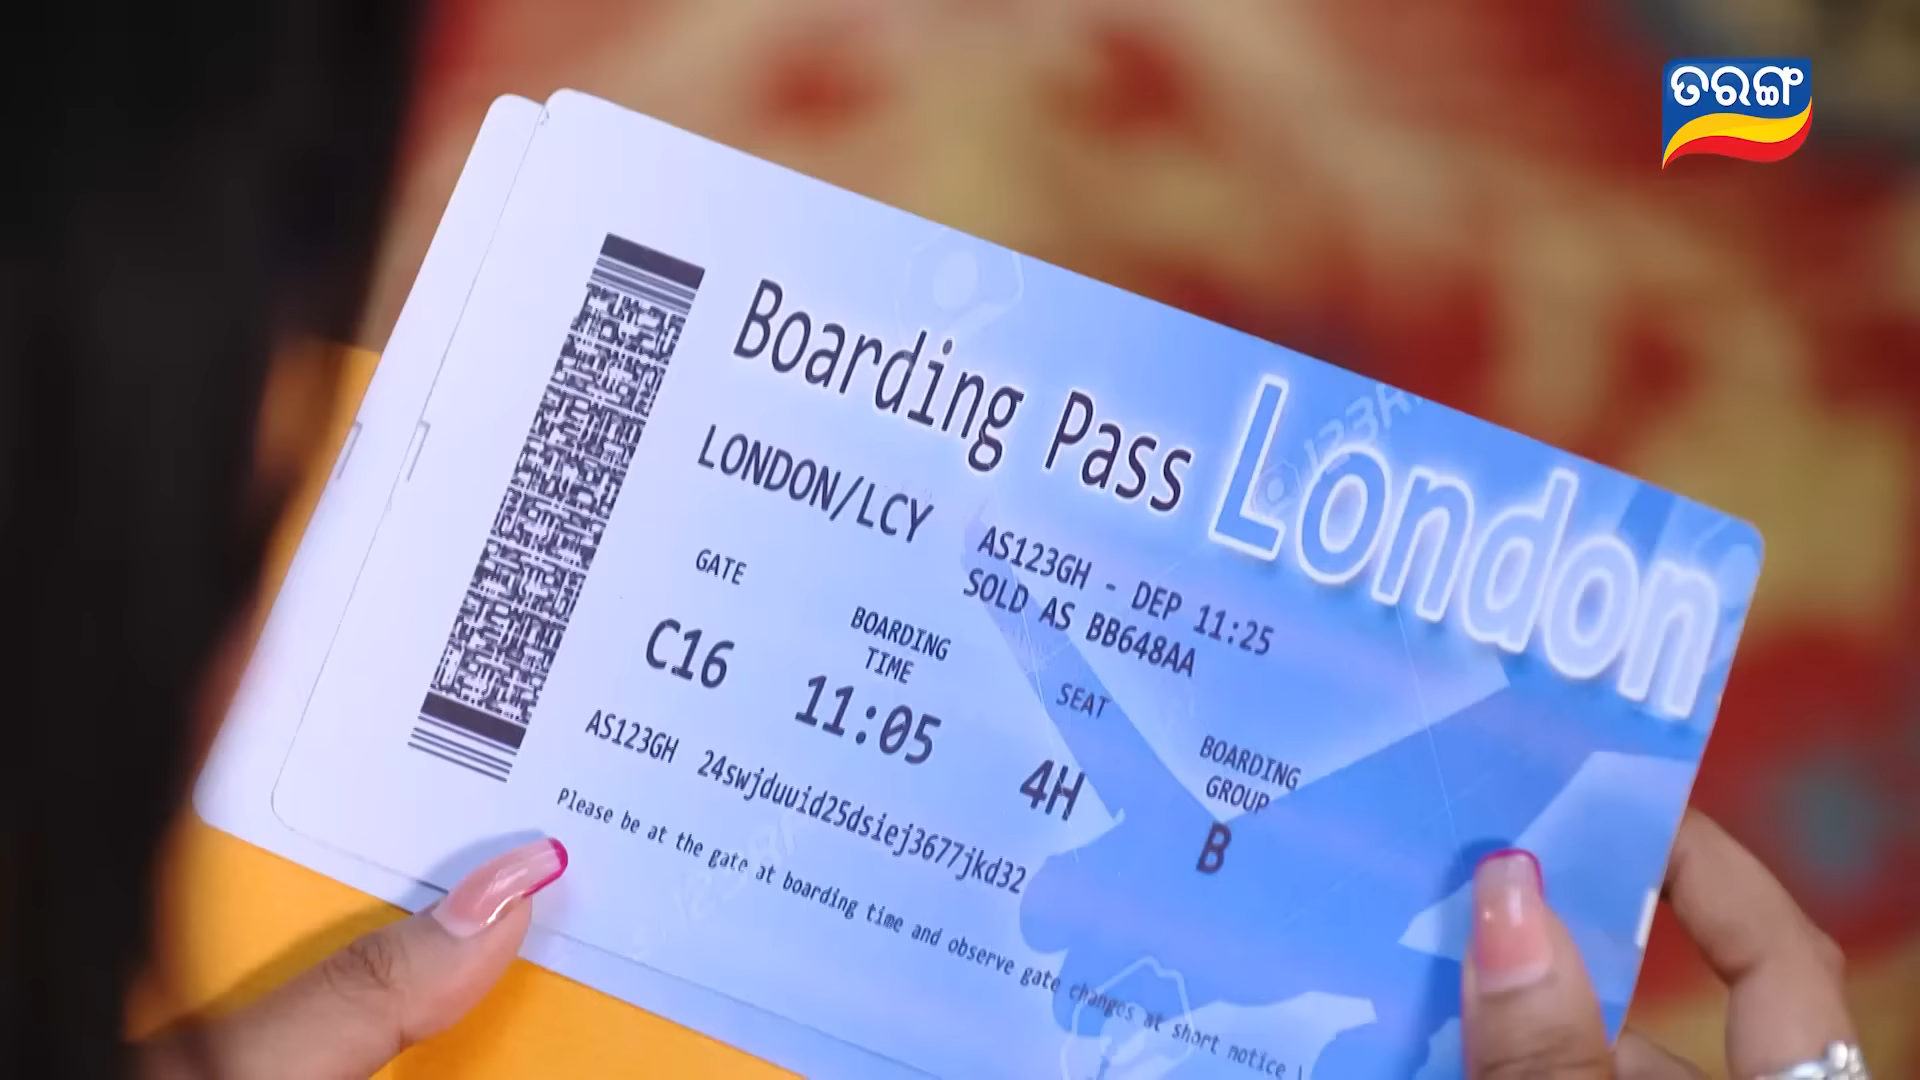 ତରଙ୍ଗ
Boarding Pass London
LONDON/LCY
AS123GH - DEP 11:25
SOLD AS BB648AA
GATE
C16
BOARDING
TIME
11:05
SEAT
4H
BOARDING
GROUP
B
AS123GH 24swjduuid25dsiej3677jkd32
Please be at the gate at boarding time and observe gate changes at short notice